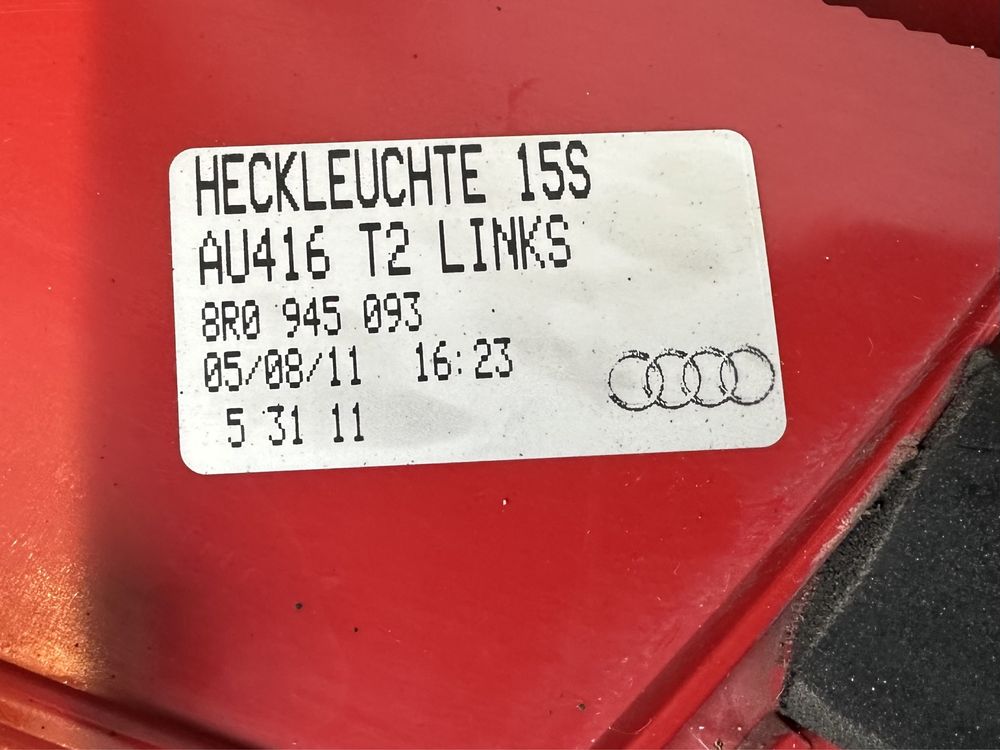 HECKLEUCHTE 15S
AU416 T2 LINKS
8R0 945 093
05/08/11 16:23
5 31 11